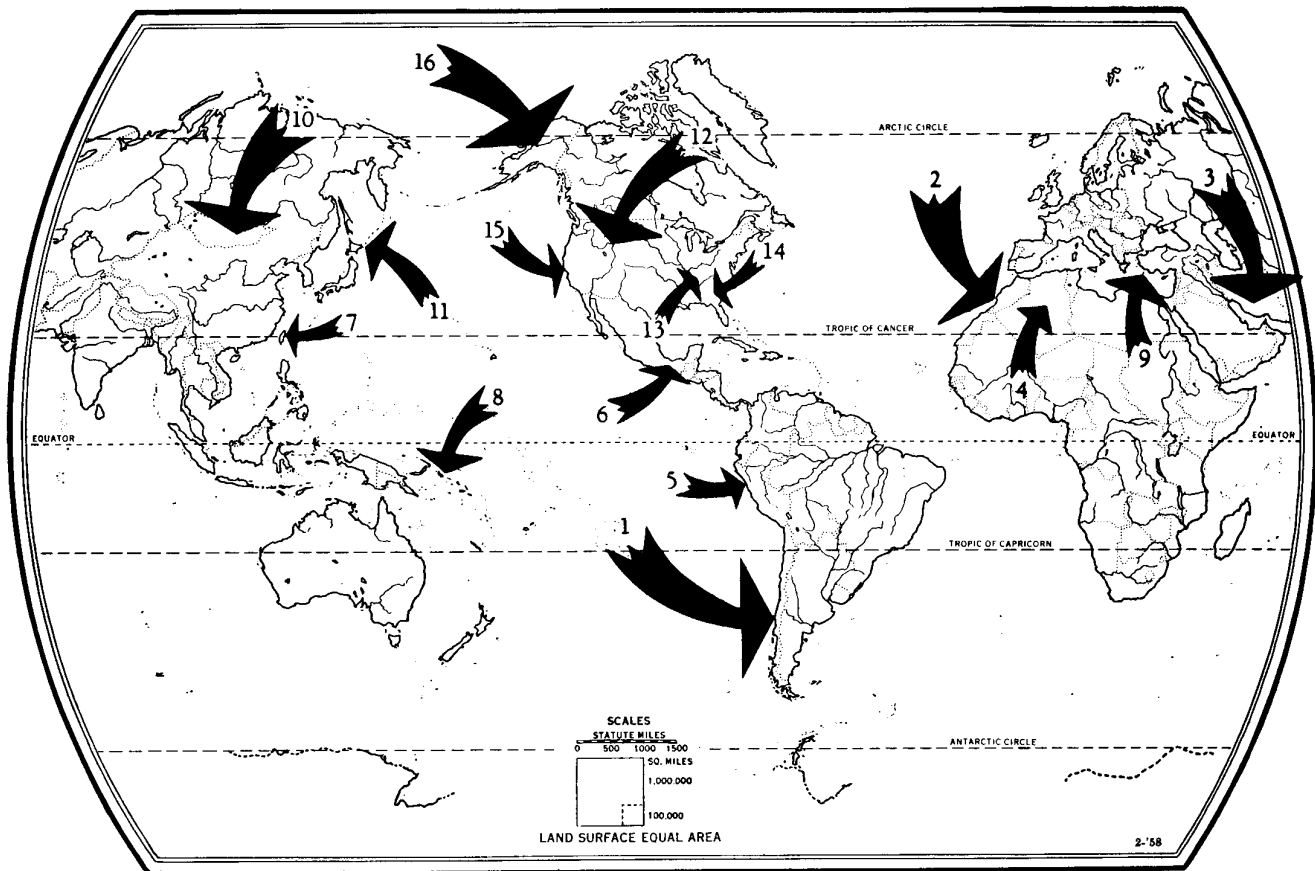 16
10
12
ARCTIC CIRCLE
2
3
15
14
11
13
7
TROPIC OF CANCER
4
9
6
8
EQUATOR
EQUATOR
5
1
TROPIC OF CAPRICORN
SCALES
STATUTE MILES
0 500 1000 1500
SQ. MILES
1,000,000
100,000
ANTARCTIC CIRCLE
LAND SURFACE EQUAL AREA
2-'58